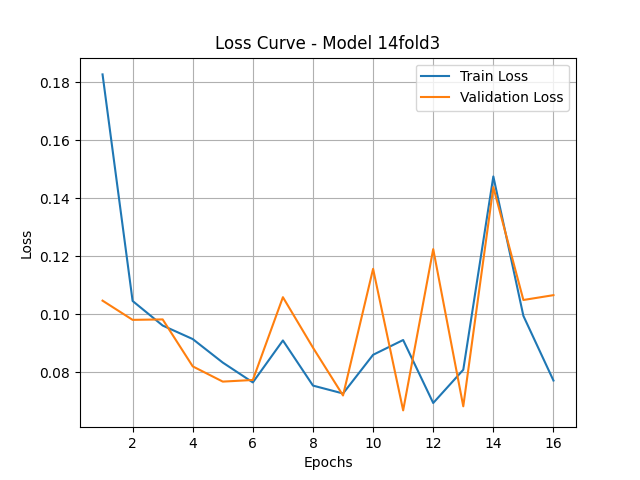 Loss Curve - Model 14fold3
Train Loss
Validation Loss
0.18
0.16
0.14
0.12
0.10
0.08
Loss
2 4 6 8 10 12 14 16
Epochs